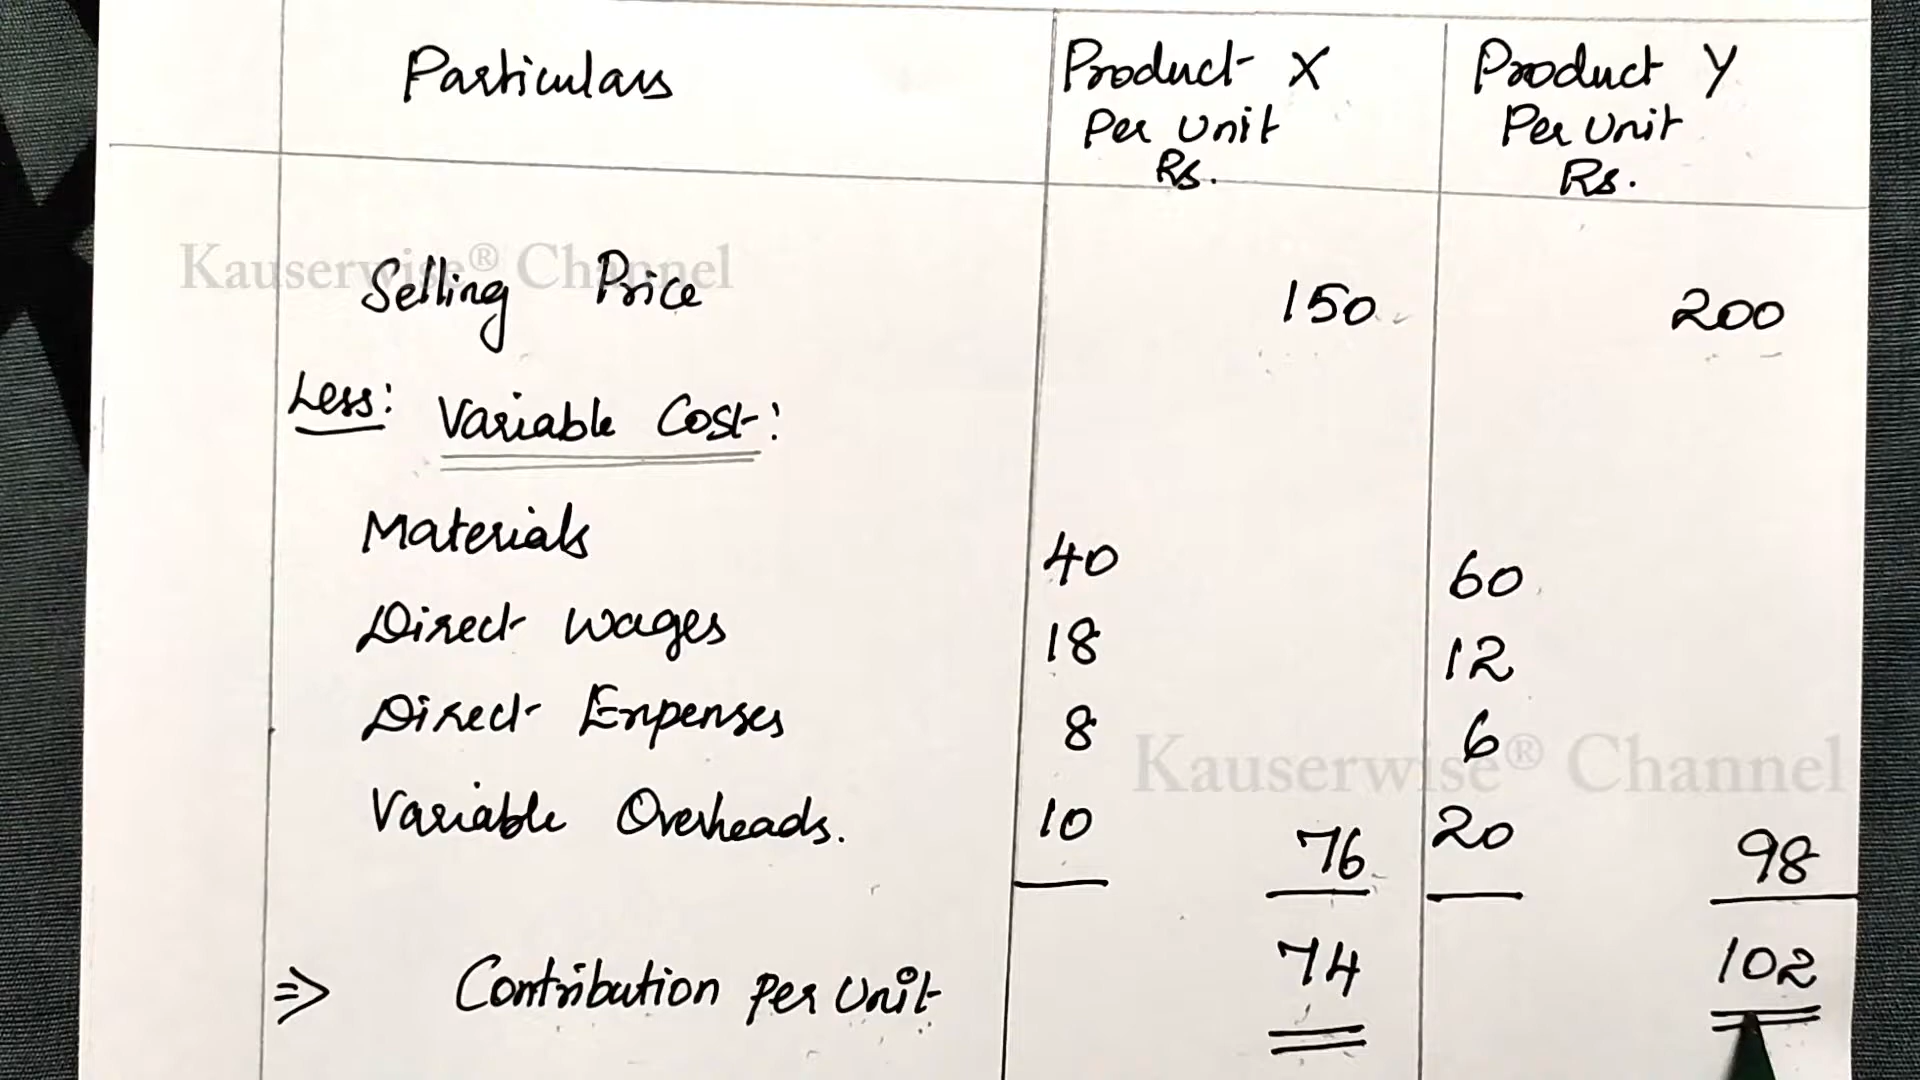 Particulars Product X Product Y
Per Unit Per Unit
Rs. Rs.
Kauserwise® Channel
Selling Price 150 200
Less: Variable Cost:
Materials 40 60
Direct Wages 18 12
Direct Expenses 8 6
Kauserwise® Channel
Variable Overheads. 10 76 20 98
⇒ Contribution Per Unit 74 102